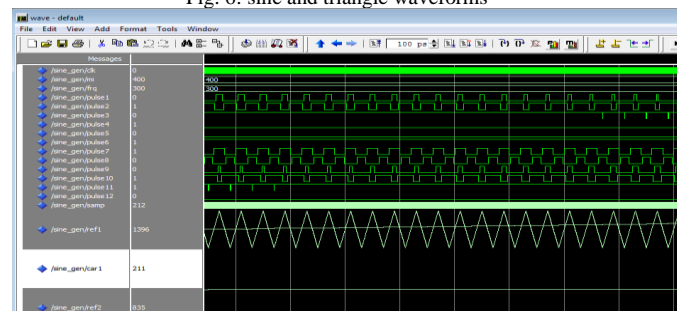 Fig. 6: sine and triangle waveforms
wave - default
File Edit View Add Format Tools Window
100 ps
Messages
/sine_gen/clk 0
/sine_gen/mi 400 400
/sine_gen/frq 300 300
/sine_gen/pulse1 0
/sine_gen/pulse2 1
/sine_gen/pulse3 0
/sine_gen/pulse4 1
/sine_gen/pulse5 0
/sine_gen/pulse6 1
/sine_gen/pulse7 1
/sine_gen/pulse8 0
/sine_gen/pulse9 0
/sine_gen/pulse10 1
/sine_gen/pulse11 1
/sine_gen/pulse12 0
/sine_gen/samp 212
/sine_gen/ref1 1396
/sine_gen/car1 211
/sine_gen/ref2 835